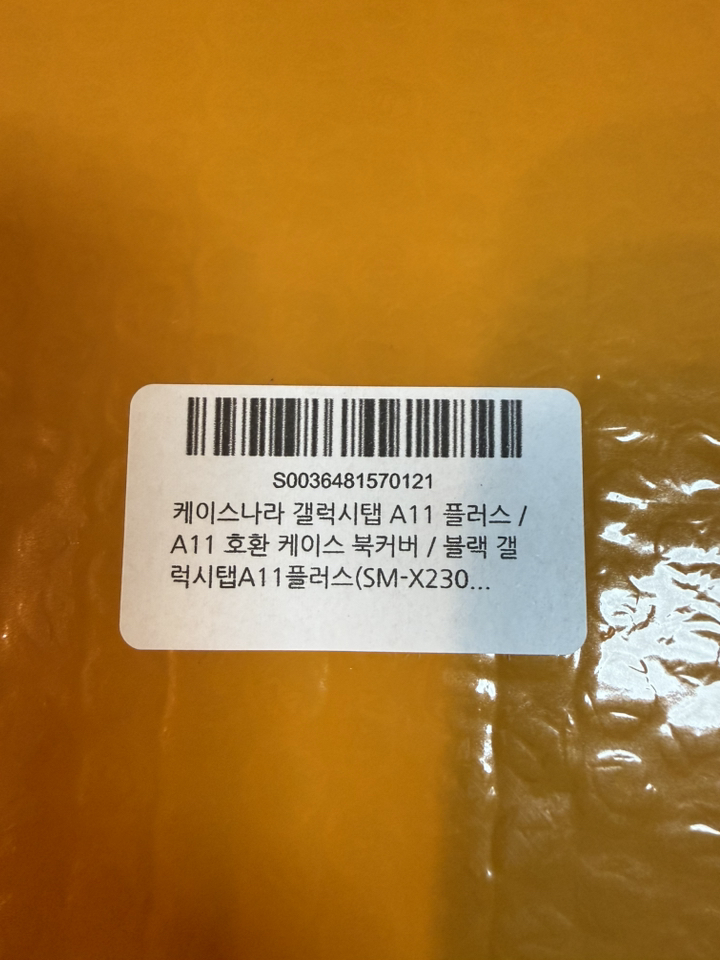 S0036481570121
케이스나라 갤럭시탭 A11 플러스 /
A11 호환 케이스 북커버 / 블랙 갤
럭시탭A11플러스(SM-X230...